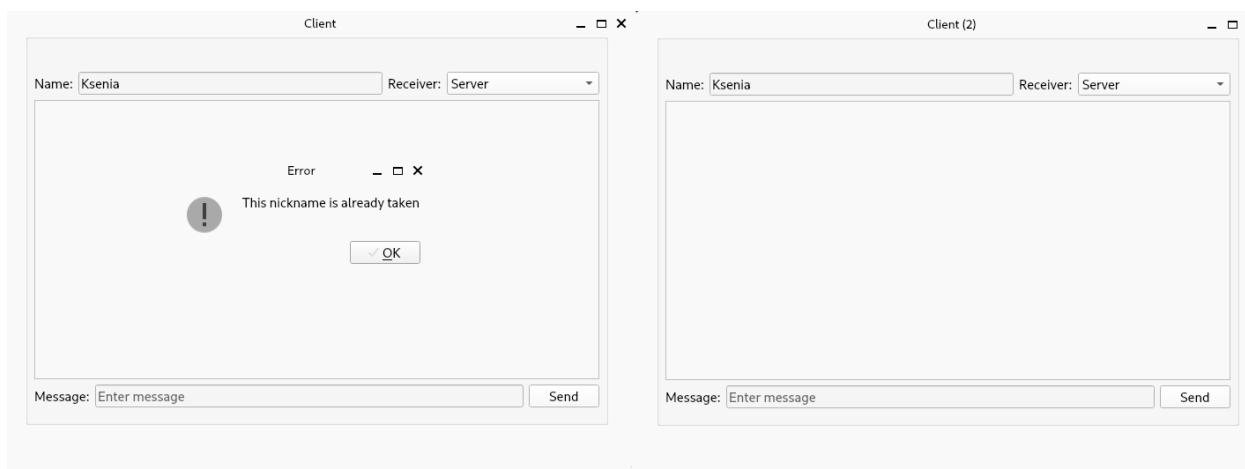 Client
Name: Ksenia Receiver: Server
Error
This nickname is already taken
OK
Message: Enter message Send
Client (2)
Name: Ksenia Receiver: Server
Message: Enter message Send